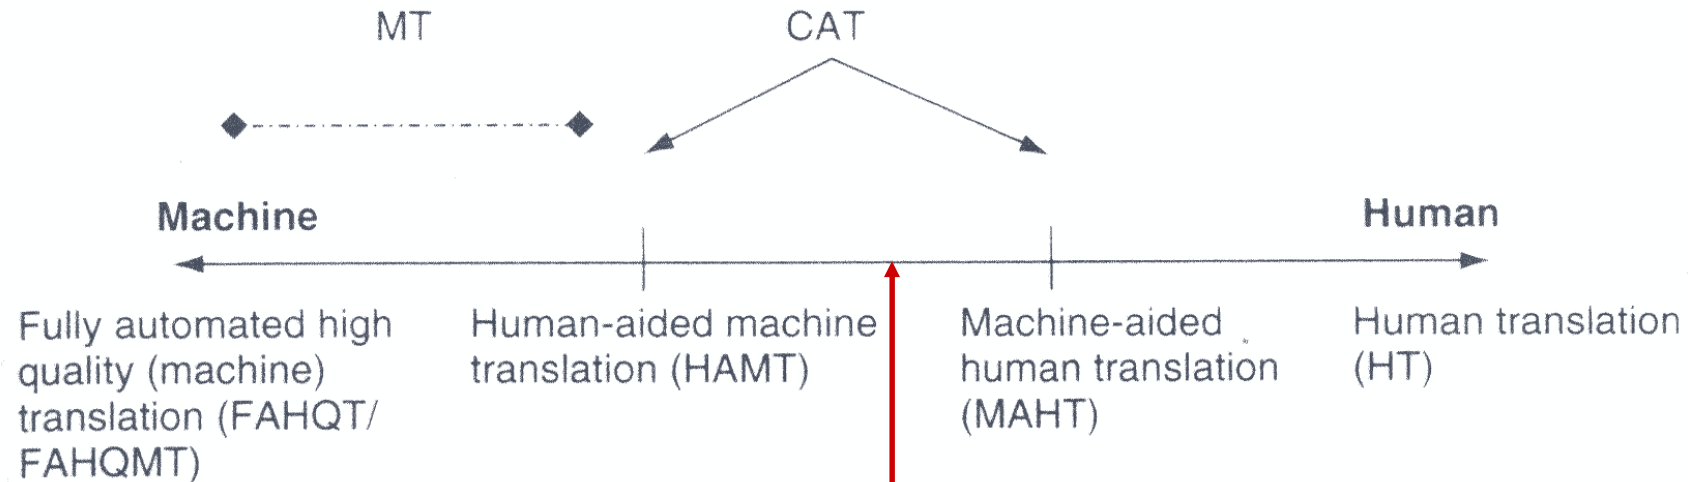 MT
CAT
Machine
Human
Fully automated high
quality (machine)
translation (FAHQT/
FAHQMT)
Human-aided machine
translation (HAMT)
Machine-aided
human translation
(MAHT)
Human translation
(HT)